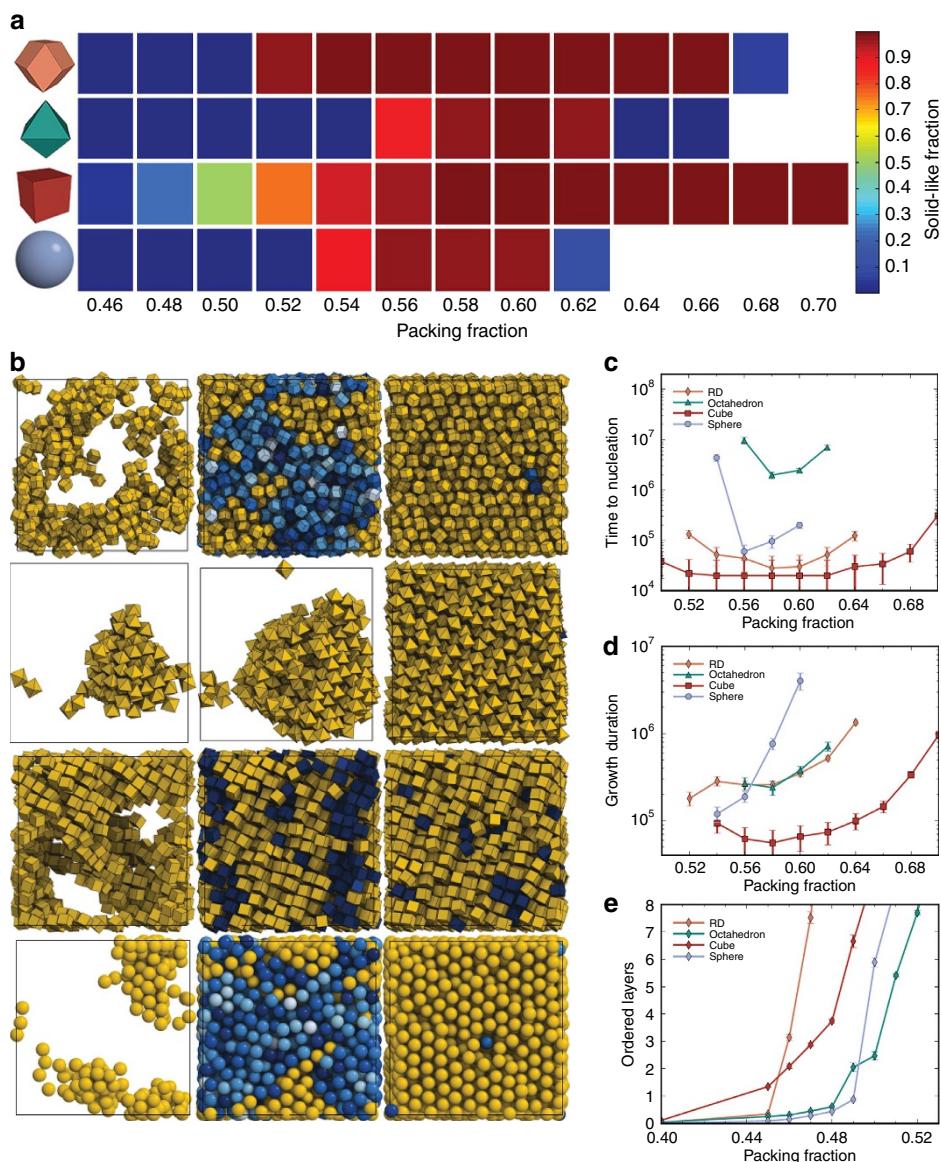 a
0.9
0.8
0.7
0.6
0.5
0.4
0.3
0.2
0.1
Solid-like fraction
0.46 0.48 0.50 0.52 0.54 0.56 0.58 0.60 0.62 0.64 0.66 0.68 0.70
Packing fraction
b
c
10⁸
10⁷
10⁶
10⁵
10⁴
Time to nucleation
RD
Octahedron
Cube
Sphere
0.52 0.56 0.60 0.64 0.68
Packing fraction
d
10⁷
10⁶
10⁵
Growth duration
RD
Octahedron
Cube
Sphere
0.52 0.56 0.60 0.64 0.68
Packing fraction
e
8
7
6
5
4
3
2
1
0
Ordered layers
RD
Octahedron
Cube
Sphere
0.40 0.44 0.48 0.52
Packing fraction